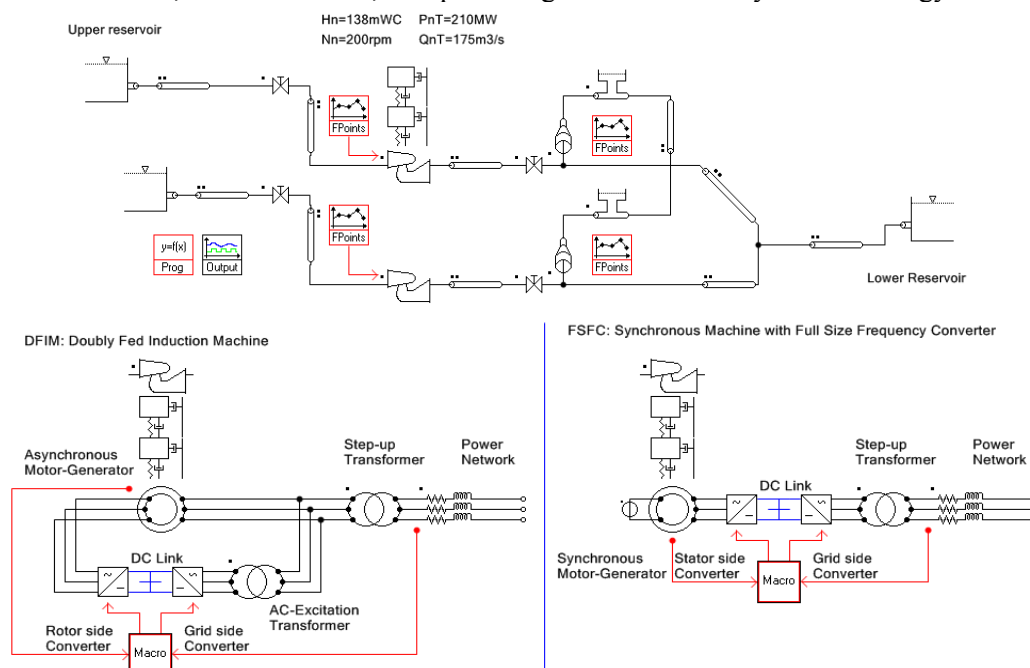 Upper reservoir
Hn=138mWC PnT=210MW
Nn=200rpm QnT=175m3/s
FPoints
FPoints
FPoints
FPoints
y=f(x)
Prog
Output
Lower Reservoir
DFIM: Doubly Fed Induction Machine
Asynchronous
Motor-Generator
Step-up
Transformer
Power
Network
DC Link
AC-Excitation
Transformer
Rotor side
Converter
Macro
Grid side
Converter
FSFC: Synchronous Machine with Full Size Frequency Converter
Step-up
Transformer
Power
Network
DC Link
Synchronous
Motor-Generator
Stator side
Converter
Macro
Grid side
Converter